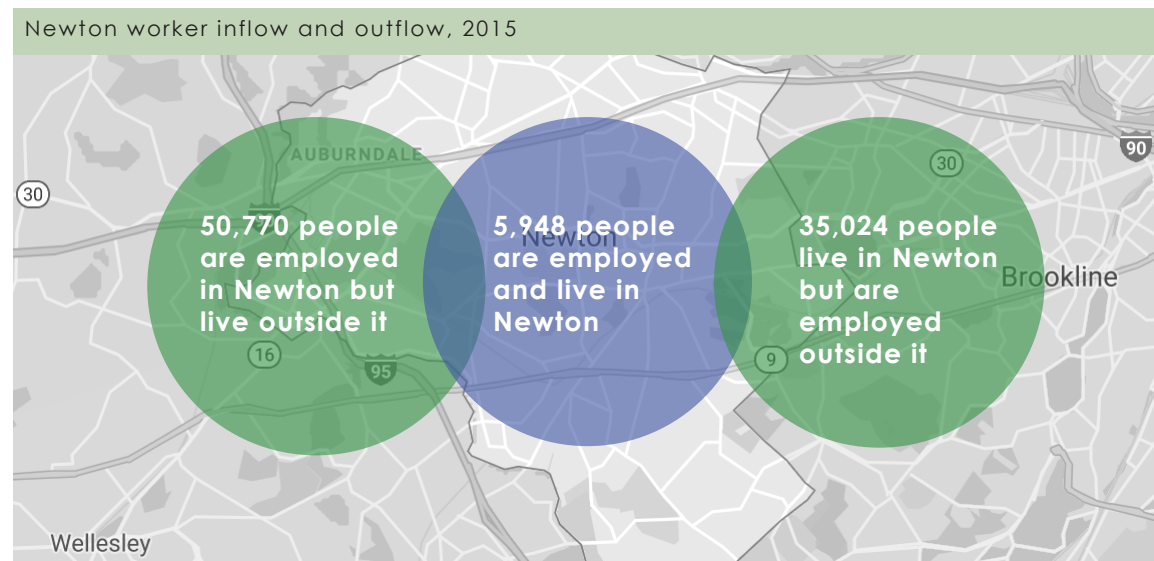 Newton worker inflow and outflow, 2015
AUBURNDALE
90
30
30
50,770 people
are employed
in Newton but
live outside it
5,948 people
are employed
and live in
Newton
Newton
35,024 people
live in Newton
but are
employed
outside it
Brookline
16
95
9
Wellesley